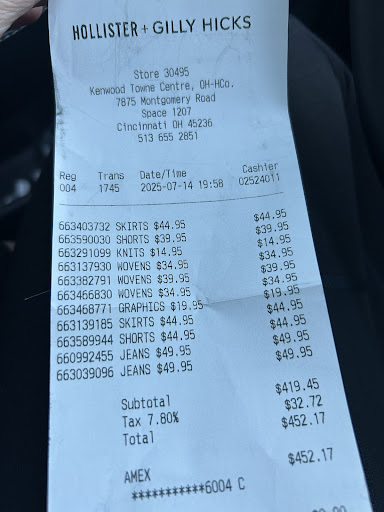 HOLLISTER + GILLY HICKS
Store 30495
Kenwood Towne Centre, OH-HCo.
7875 Montgomery Road
Space 1207
Cincinnati OH 45236
513 655 2851
Reg Trans Date/Time Cashier
004 1745 2025-07-14 19:58 02524011
663403732 SKIRTS $44.95 $44.95
663590030 SHORTS $39.95 $39.95
663291099 KNITS $14.95 $14.95
663137930 WOVENS $34.95 $34.95
663382791 WOVENS $39.95 $39.95
663466830 WOVENS $34.95 $34.95
663468771 GRAPHICS $19.95 $19.95
663139185 SKIRTS $44.95 $44.95
663589944 SHORTS $44.95 $44.95
660992455 JEANS $49.95 $49.95
663039096 JEANS $49.95 $49.95
Subtotal $419.45
Tax 7.80% $32.72
Total $452.17
AMEX $452.17
***********6004 C